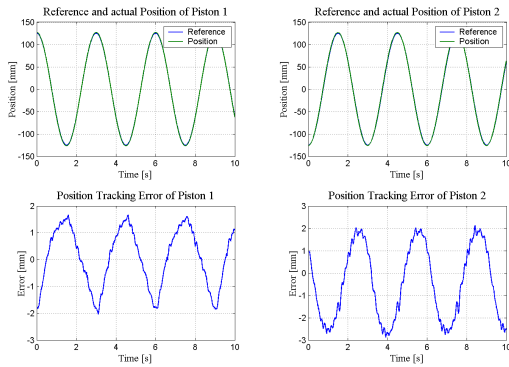 Reference and actual Position of Piston 1
150
100
50
0
-50
-100
-150
Position [mm]
Reference
Position
0 2 4 6 8 10
Time [s]
Reference and actual Position of Piston 2
150
100
50
0
-50
-100
-150
Position [mm]
Reference
Position
0 2 4 6 8 10
Time [s]
Position Tracking Error of Piston 1
2
1
0
-1
-2
-3
Error [mm]
0 2 4 6 8 10
Time [s]
Position Tracking Error of Piston 2
3
2
1
0
-1
-2
-3
Error [mm]
0 2 4 6 8 10
Time [s]